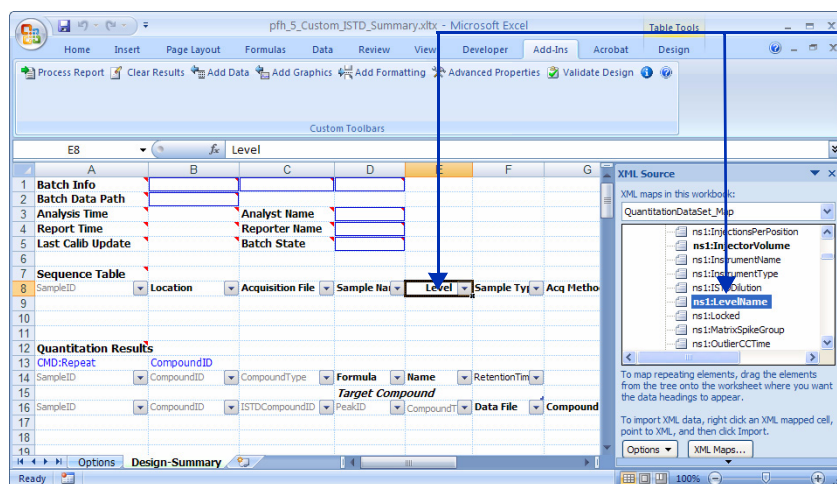 pfh_5_Custom_ISTD_Summary.xltx - Microsoft Excel
Table Tools
Home Insert Page Layout Formulas Data Review View Developer Add-Ins Acrobat Design
Process Report Clear Results Add Data Add Graphics Add Formatting Advanced Properties Validate Design
Custom Toolbars
E8 fx Level
A B C D E F G
1 Batch Info
2 Batch Data Path
3 Analysis Time Analyst Name
4 Report Time Reporter Name
5 Last Calib Update Batch State
6
7 Sequence Table
8 SampleID Location Acquisition File Sample Nar Level Sample Typ Acq Metho
9
10
11
12 Quantitation Results
13 CMD:Repeat CompoundID
14 SampleID CompoundID CompoundType Formula Name RetentionTim
15 Target Compound
16 SampleID CompoundID ISTDCompoundID PeakID CompoundT Data File Compound
17
18
19
Options Design-Summary
Ready 100%
XML Source
XML maps in this workbook:
QuantitationDataSet_Map
ns1:InjectionsPerPosition
ns1:InjectorVolume
ns1:InstrumentName
ns1:InstrumentType
ns1:ISTDDilution
ns1:LevelName
ns1:Locked
ns1:MatrixSpikeGroup
ns1:OutlierCCTime
To map repeating elements, drag the elements
from the tree onto the worksheet where you want
the data headings to appear.
To import XML data, right click an XML mapped cell,
point to XML, and then click Import.
Options XML Maps...